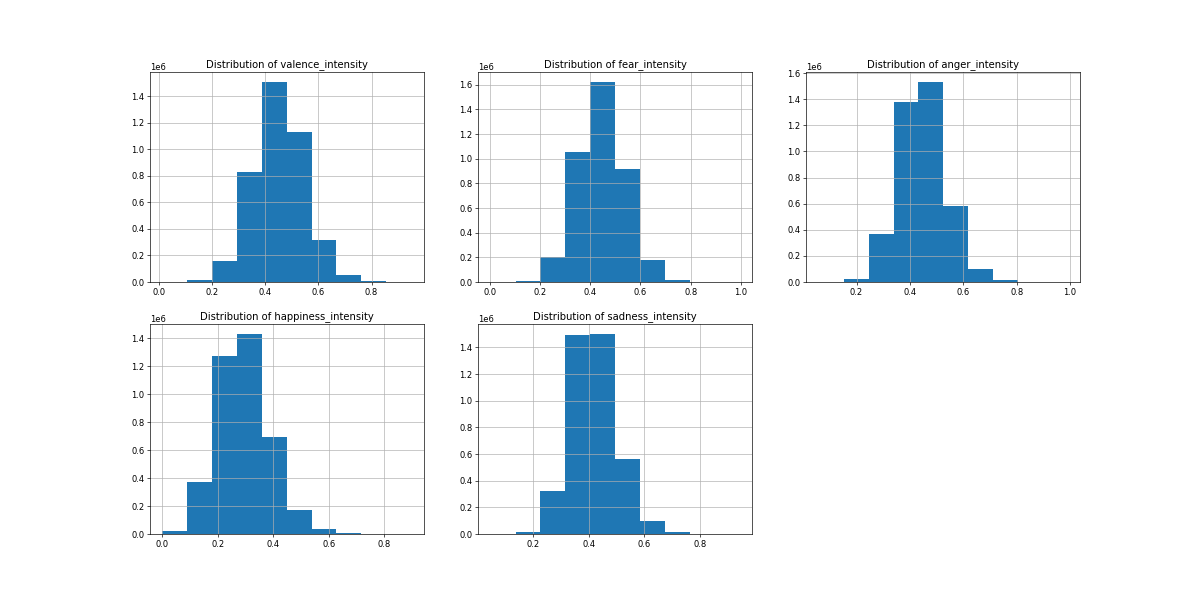 Distribution of valence_intensity
1e6
1.4
1.2
1.0
0.8
0.6
0.4
0.2
0.0
0.0 0.2 0.4 0.6 0.8
Distribution of fear_intensity
1e6
1.6
1.4
1.2
1.0
0.8
0.6
0.4
0.2
0.0
0.0 0.2 0.4 0.6 0.8 1.0
Distribution of anger_intensity
1e6
1.6
1.4
1.2
1.0
0.8
0.6
0.4
0.2
0.0
0.2 0.4 0.6 0.8 1.0
Distribution of happiness_intensity
1e6
1.4
1.2
1.0
0.8
0.6
0.4
0.2
0.0
0.0 0.2 0.4 0.6 0.8
Distribution of sadness_intensity
1e6
1.4
1.2
1.0
0.8
0.6
0.4
0.2
0.0
0.2 0.4 0.6 0.8